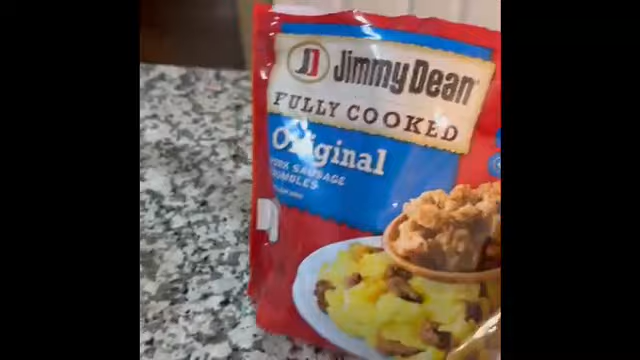 JD
Jimmy Dean
FULLY COOKED
Original
PORK SAUSAGE
CRUMBLES